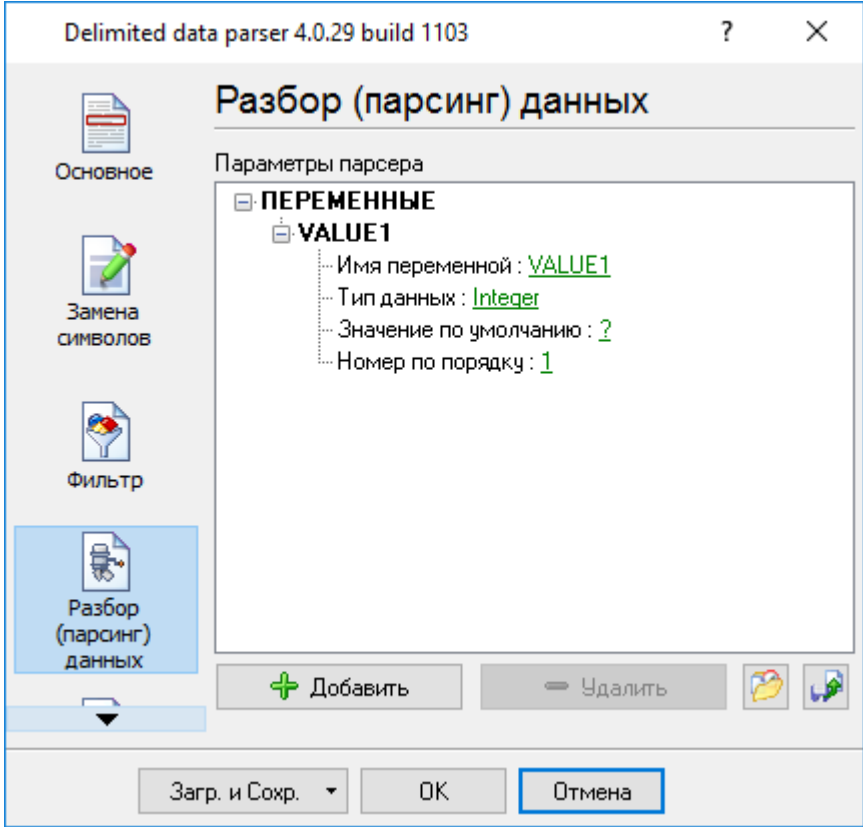 Delimited data parser 4.0.29 build 1103
?
Основное
Замена
символов
Фильтр
Разбор
(парсинг)
данных
Разбор (парсинг) данных
Параметры парсера
ПЕРЕМЕННЫЕ
VALUE1
Имя переменной : VALUE1
Тип данных : Integer
Значение по умолчанию : ?
Номер по порядку : 1
Добавить
Удалить
Загр. и Сохр.
OK
Отмена